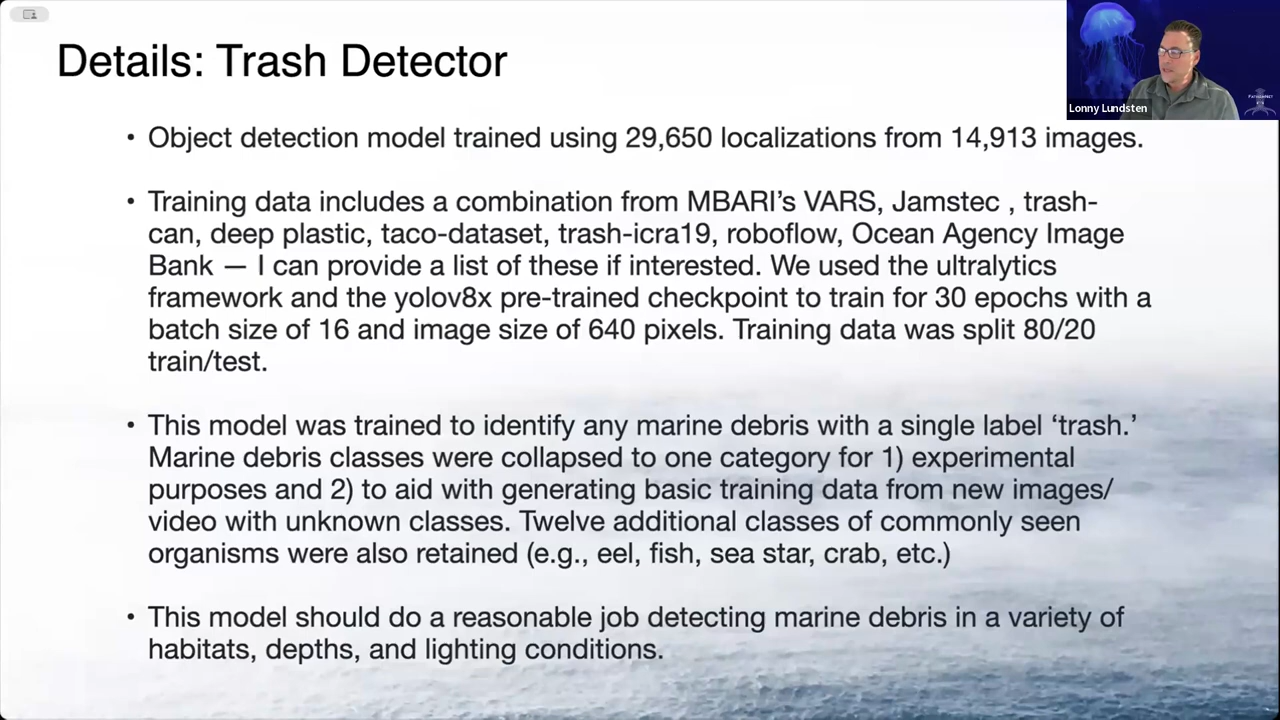 Details: Trash Detector
Lonny Lundsten
• Object detection model trained using 29,650 localizations from 14,913 images.
• Training data includes a combination from MBARI’s VARS, Jamstec , trash-
can, deep plastic, taco-dataset, trash-icra19, roboflow, Ocean Agency Image
Bank — I can provide a list of these if interested. We used the ultralytics
framework and the yolov8x pre-trained checkpoint to train for 30 epochs with a
batch size of 16 and image size of 640 pixels. Training data was split 80/20
train/test.
• This model was trained to identify any marine debris with a single label ‘trash.’
Marine debris classes were collapsed to one category for 1) experimental
purposes and 2) to aid with generating basic training data from new images/
video with unknown classes. Twelve additional classes of commonly seen
organisms were also retained (e.g., eel, fish, sea star, crab, etc.)
• This model should do a reasonable job detecting marine debris in a variety of
habitats, depths, and lighting conditions.